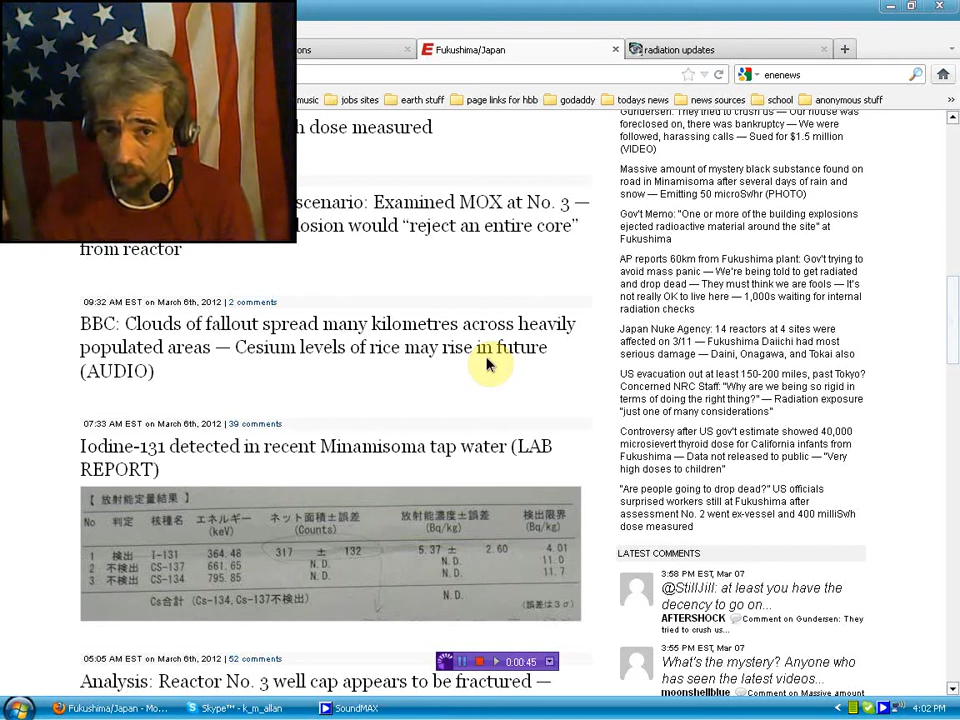 ons
Fukushima/Japan
radiation updates
enenews
music
jobs sites
earth stuff
page links for hbb
godaddy
todays news
news sources
school
anonymous stuff
»
h dose measured
scenario: Examined MOX at No. 3 —
losion would “reject an entire core”
from reactor
09:32 AM EST on March 6th, 2012 | 2 comments
BBC: Clouds of fallout spread many kilometres across heavily
populated areas — Cesium levels of rice may rise in future
(AUDIO)
07:33 AM EST on March 6th, 2012 | 39 comments
Iodine-131 detected in recent Minamisoma tap water (LAB
REPORT)
【 放射能定量結果 】
No 判定 核種名 エネルギー ネット面積±誤差 放射能濃度±誤差 検出限界
(keV) (Counts) (Bq/kg) (Bq/kg)
1 検出 I-131 364.48 317 ± 132 5.37 ± 2.60 4.01
2 不検出 CS-137 661.65 N.D. N.D. 11.0
3 不検出 CS-134 795.85 N.D. N.D. 11.7
Cs合計 (Cs-134, Cs-137不検出) N.D. (誤差は3σ)
05:05 AM EST on March 6th, 2012 | 52 comments
Analysis: Reactor No. 3 well cap appears to be fractured —
Gundersen: They tried to crush us — Our house was
foreclosed on, there was bankruptcy — We were
followed, harassing calls — Sued for $1.5 million
(VIDEO)
Massive amount of mystery black substance found on
road in Minamisoma after several days of rain and
snow — Emitting 50 microSv/hr (PHOTO)
Gov't Memo: "One or more of the building explosions
ejected radioactive material around the site" at
Fukushima
AP reports 60km from Fukushima plant: Gov't trying to
avoid mass panic — We're being told to get radiated
and drop dead — They must think we are fools — It's
not really OK to live here — 1,000s waiting for internal
radiation checks
Japan Nuke Agency: 14 reactors at 4 sites were
affected on 3/11 — Fukushima Daiichi had most
serious damage — Daini, Onagawa, and Tokai also
US evacuation out at least 150-200 miles, past Tokyo?
Concerned NRC Staff: "Why are we being so rigid in
terms of doing the right thing?" — Radiation exposure
"just one of many considerations"
Controversy after US gov't estimate showed 40,000
microsievert thyroid dose for California infants from
Fukushima — Data not released to public — "Very
high doses to children"
"Are people going to drop dead?" US officials
surprised workers still at Fukushima after
assessment No. 2 went ex-vessel and 400 milliSv/h
dose measured
LATEST COMMENTS
3:58 PM EST, Mar 07
@StillJill: at least you have the
decency to go on...
AFTERSHOCK Comment on Gundersen: They
tried to crush us...
3:55 PM EST, Mar 07
What's the mystery? Anyone who
has seen the latest videos...
moonshellblue Comment on Massive amount
0:00:45
Fukushima/Japan - Mo...
Skype™ - k_m_allan
SoundMAX
4:02 PM